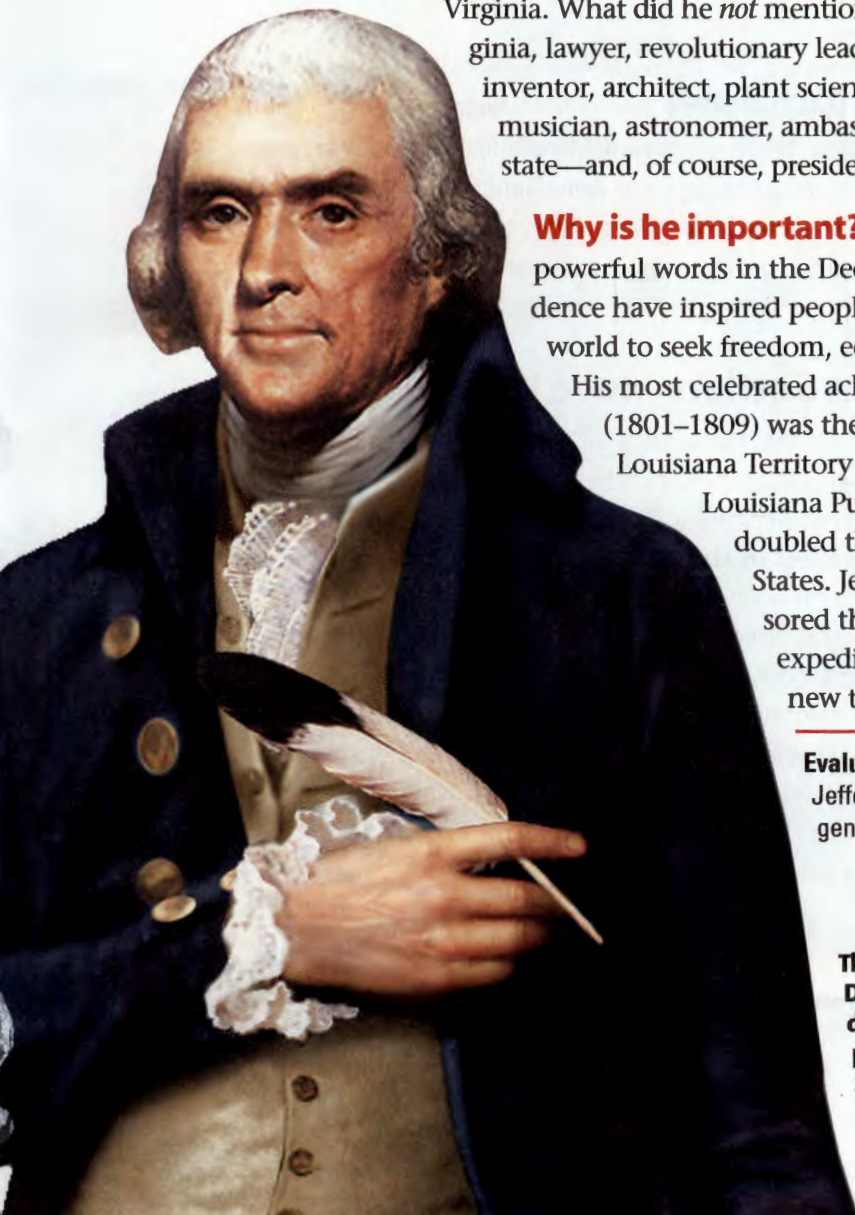 Virginia. What did he not mentio
ginia, lawyer, revolutionary lea
inventor, architect, plant scien
musician, astronomer, ambas
state—and, of course, preside
Why is he important?
powerful words in the Dec
dence have inspired peopl
world to seek freedom, e
His most celebrated acl
(1801–1809) was the
Louisiana Territory
Louisiana Pu
doubled t
States. Je
sored th
expedi
new t
Evalu
Jeffe
gen
Th
D